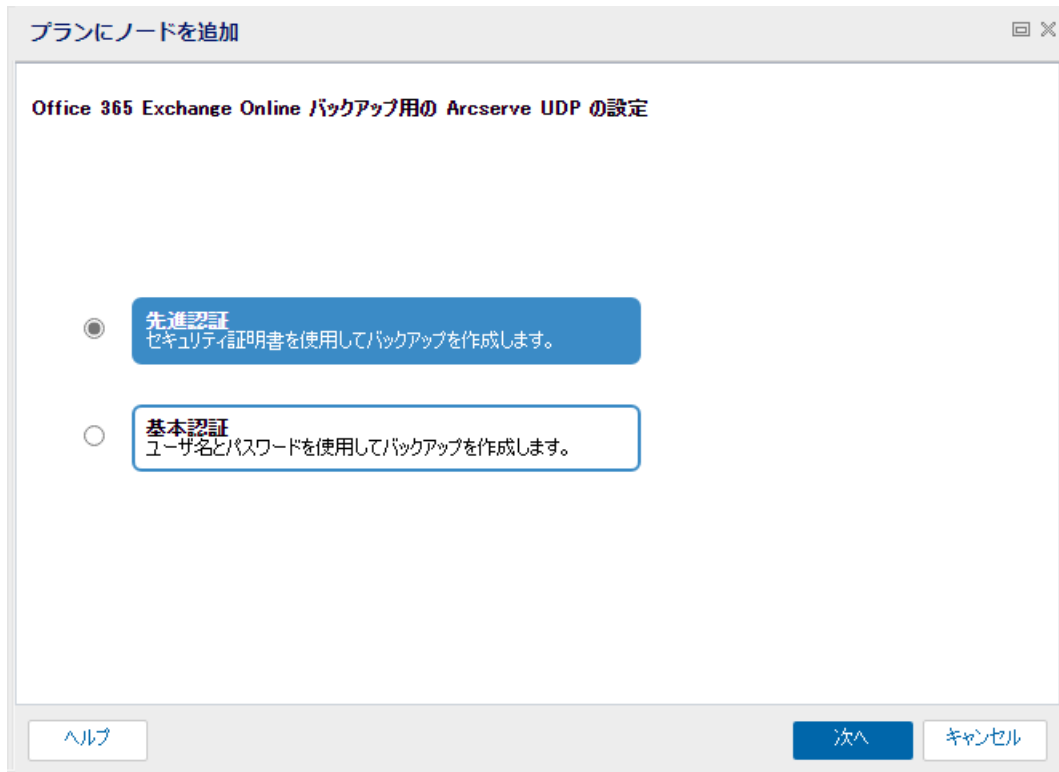 プランにノードを追加
Office 365 Exchange Online バックアップ用の Arcserve UDP の設定
先進認証
セキュリティ証明書を使用してバックアップを作成します。
基本認証
ユーザ名とパスワードを使用してバックアップを作成します。
ヘルプ
次へ
キャンセル